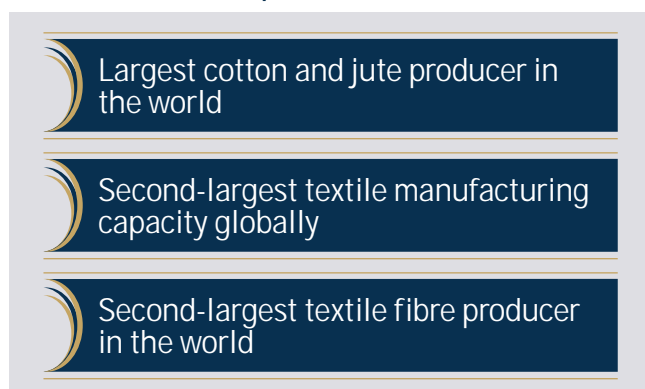 Largest cotton and jute producer in
the world
Second-largest textile manufacturing
capacity globally
Second-largest textile fibre producer
in the world